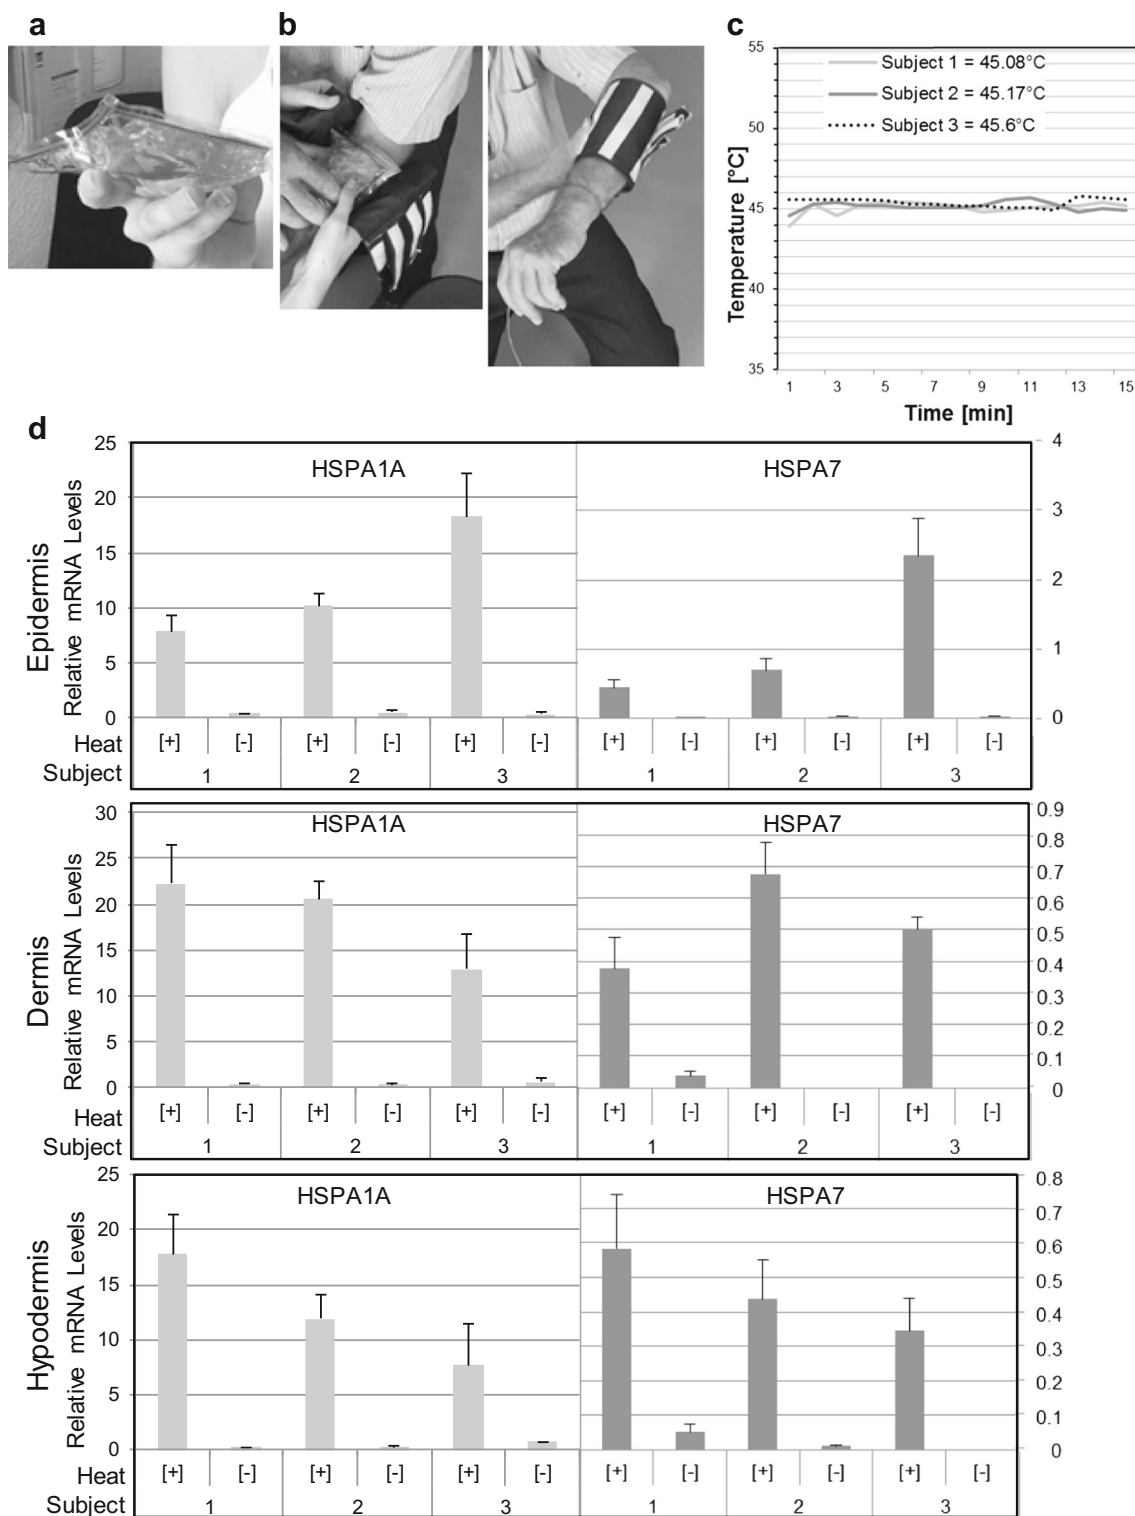 a
b
c
55
50
45
40
35
Temperature [°C]
Subject 1 = 45.08°C
Subject 2 = 45.17°C
Subject 3 = 45.6°C
1 3 5 7 9 11 13 15
Time [min]
d
Epidermis
Relative mRNA Levels
25
20
15
10
5
0
HSPA1A
HSPA7
4
3
2
1
0
Heat [+] [-] [+] [-] [+] [-] [+] [-] [+] [-] [+] [-]
Subject 1 2 3 1 2 3
Dermis
Relative mRNA Levels
30
25
20
15
10
5
0
HSPA1A
HSPA7
0.9
0.8
0.7
0.6
0.5
0.4
0.3
0.2
0.1
0
Heat [+] [-] [+] [-] [+] [-] [+] [-] [+] [-] [+] [-]
Subject 1 2 3 1 2 3
Hypodermis
Relative mRNA Levels
25
20
15
10
5
0
HSPA1A
HSPA7
0.8
0.7
0.6
0.5
0.4
0.3
0.2
0.1
0
Heat [+] [-] [+] [-] [+] [-] [+] [-] [+] [-] [+] [-]
Subject 1 2 3 1 2 3